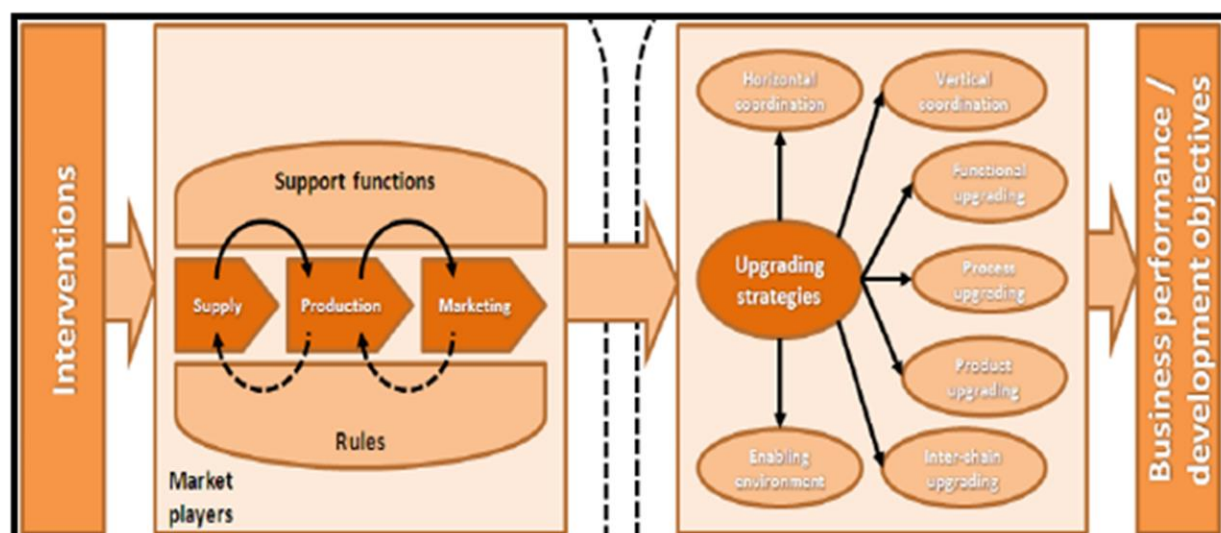 Interventions
Support functions
Supply
Production
Marketing
Rules
Market
players
Horizontal
coordination
Vertical
coordination
Functional
upgrading
Upgrading
strategies
Process
upgrading
Product
upgrading
Enabling
environment
Inter-chain
upgrading
Business performance /
development objectives